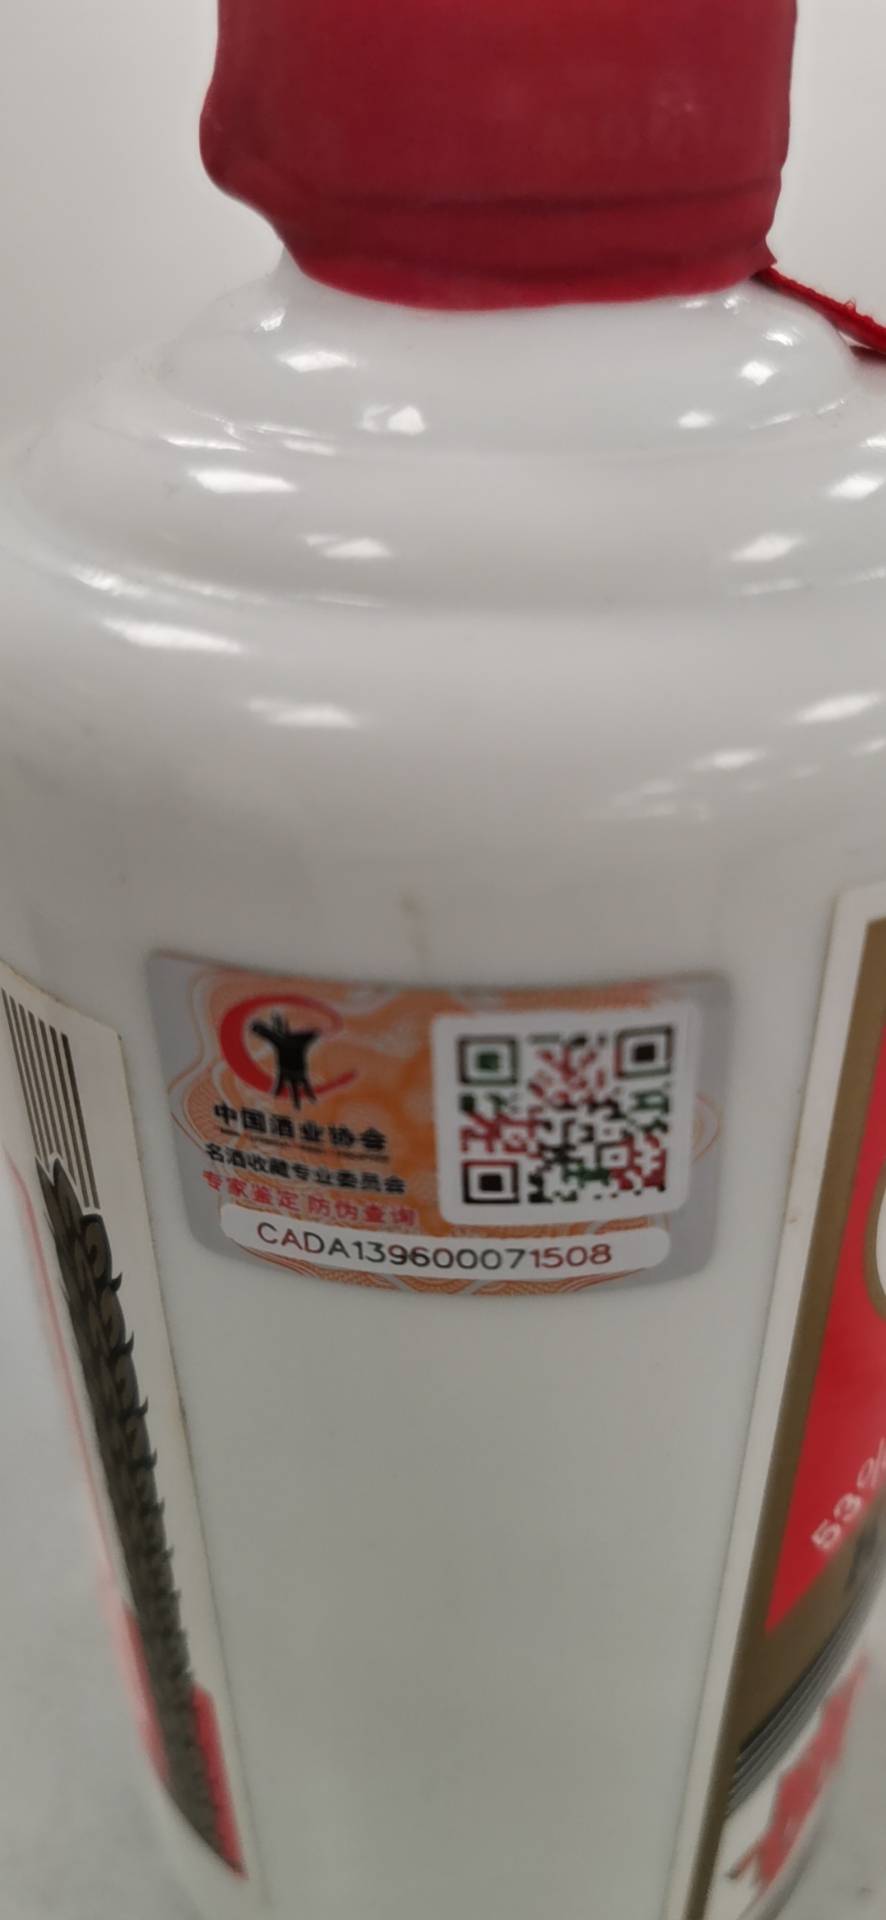 中国酒业协会
名酒收藏专业委员会
专家鉴定 防伪查询
CADA139600071508
53%